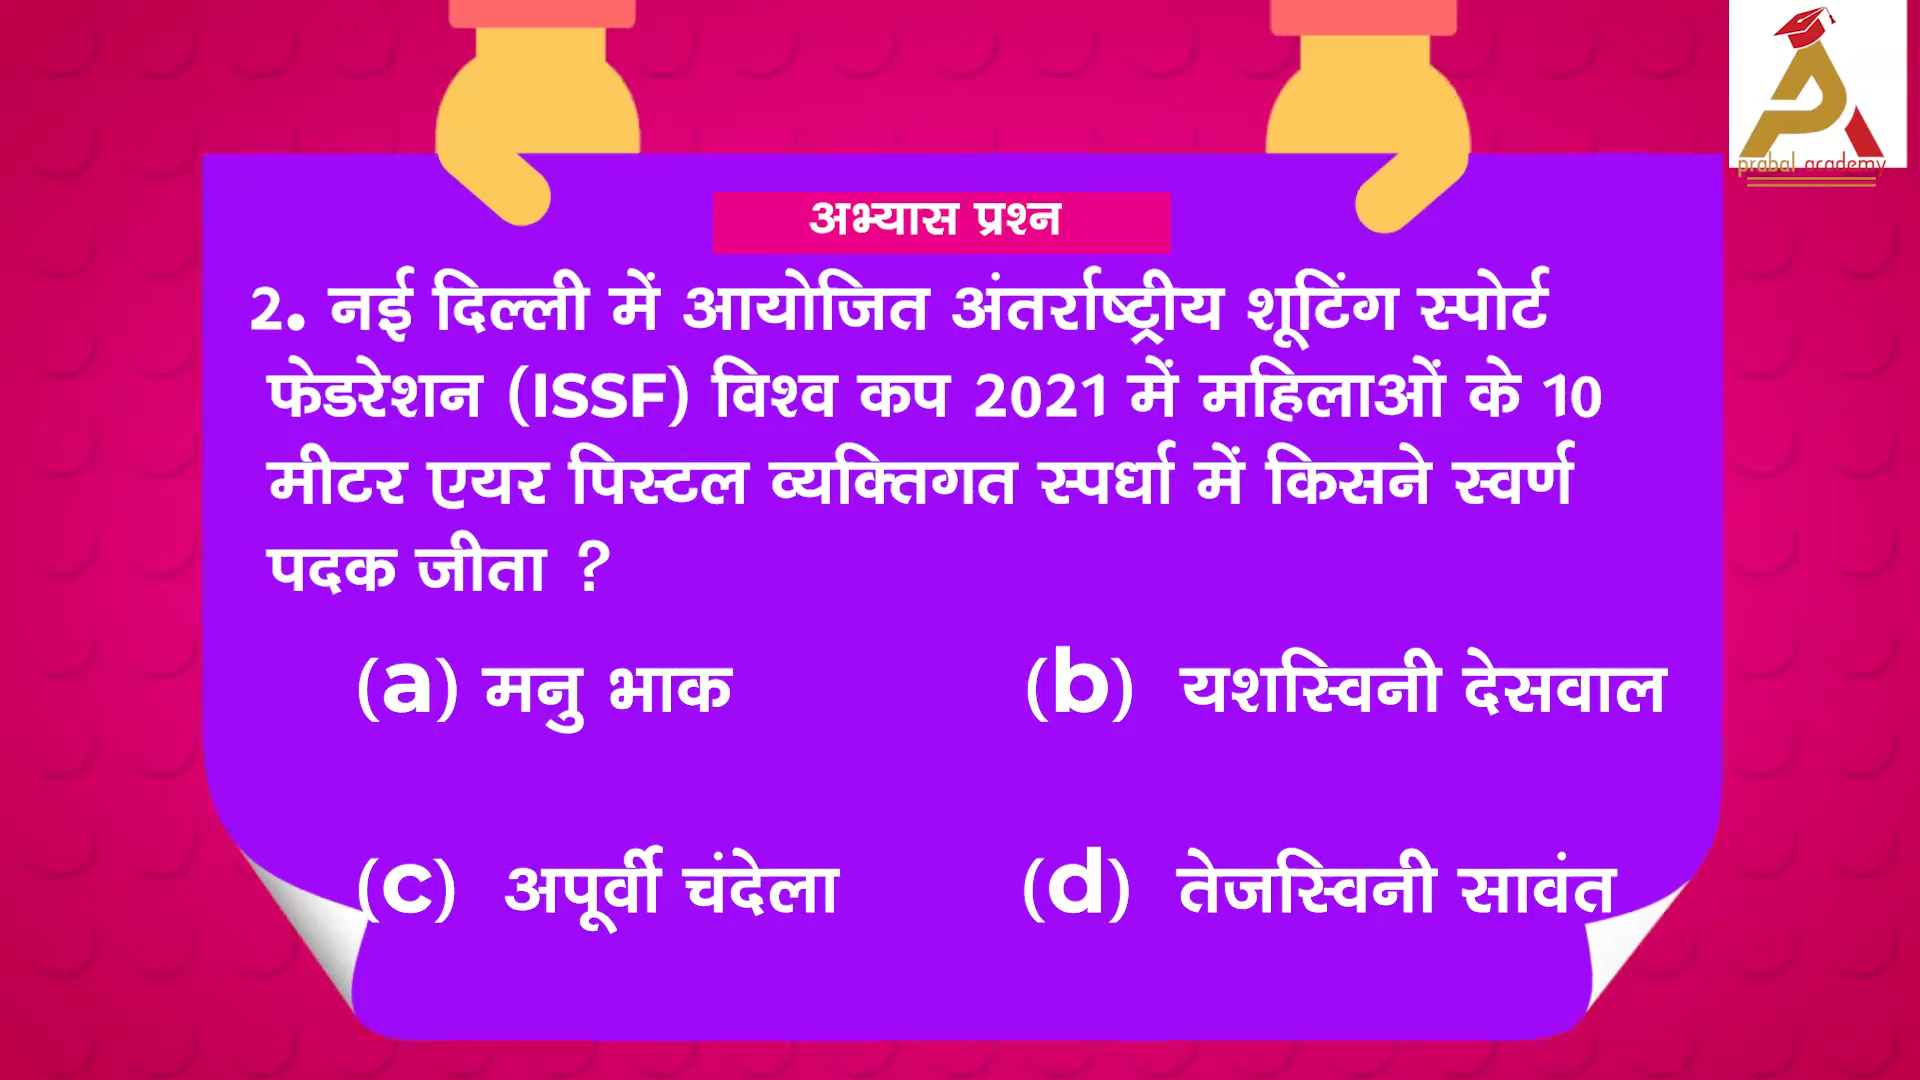 prabal academy
अभ्यास प्रश्न
2. नई दिल्ली में आयोजित अंतर्राष्ट्रीय शूटिंग स्पोर्ट
फेडरेशन (ISSF) विश्व कप 2021 में महिलाओं के 10
मीटर एयर पिस्टल व्यक्तिगत स्पर्धा में किसने स्वर्ण
पदक जीता ?
(a) मनु भाक (b) यशस्विनी देसवाल
(c) अपूर्वी चंदेला (d) तेजस्विनी सावंत